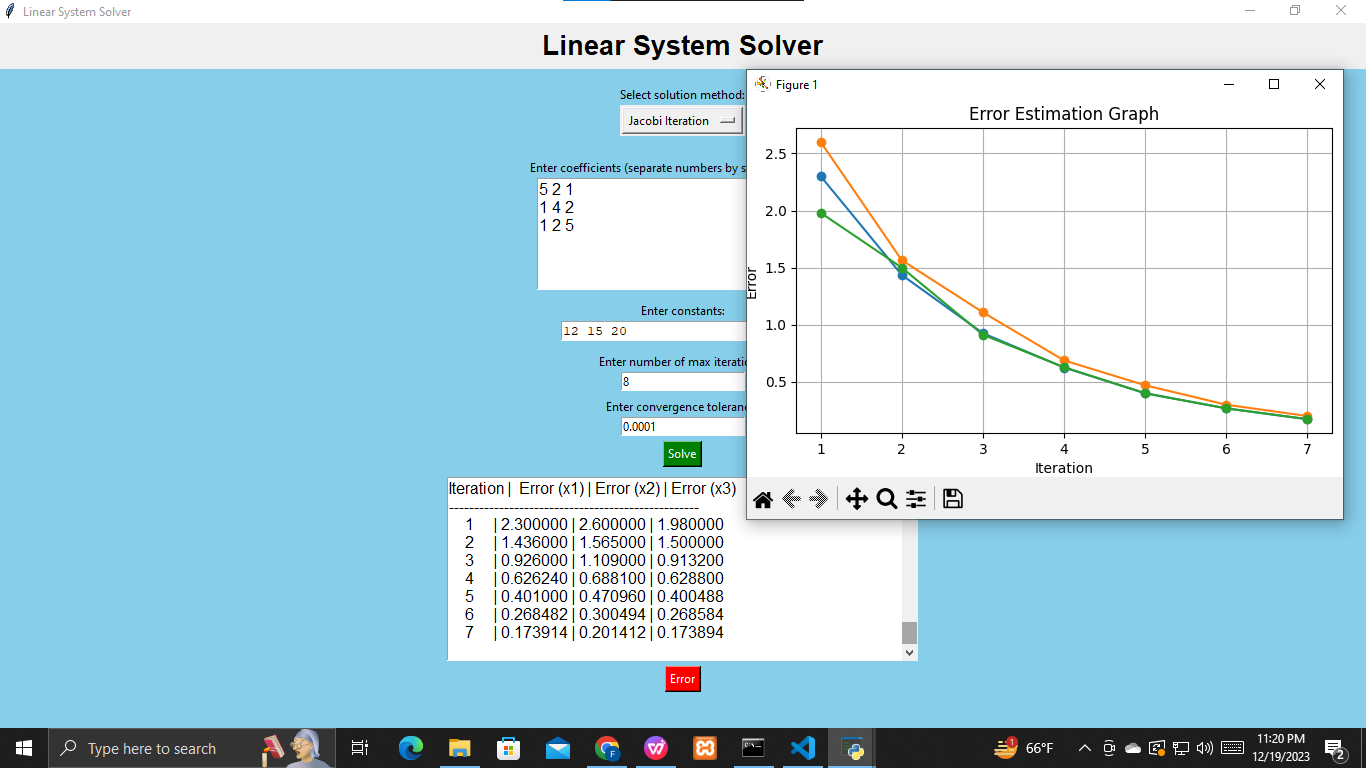 Linear System Solver
Linear System Solver
Select solution method:
Jacobi Iteration
Enter coefficients (separate numbers by s
5 2 1
1 4 2
1 2 5
Enter constants:
12 15 20
Enter number of max iteratio
8
Enter convergence toleranc
0.0001
Solve
Iteration | Error (x1) | Error (x2) | Error (x3)
--------------------------------------------------
1 | 2.300000 | 2.600000 | 1.980000
2 | 1.436000 | 1.565000 | 1.500000
3 | 0.926000 | 1.109000 | 0.913200
4 | 0.626240 | 0.688100 | 0.628800
5 | 0.401000 | 0.470960 | 0.400488
6 | 0.268482 | 0.300494 | 0.268584
7 | 0.173914 | 0.201412 | 0.173894
Error
Figure 1
Error Estimation Graph
2.5
2.0
1.5
1.0
0.5
Error
1 2 3 4 5 6 7
Iteration
Type here to search
1
66°F
11:20 PM
12/19/2023
2